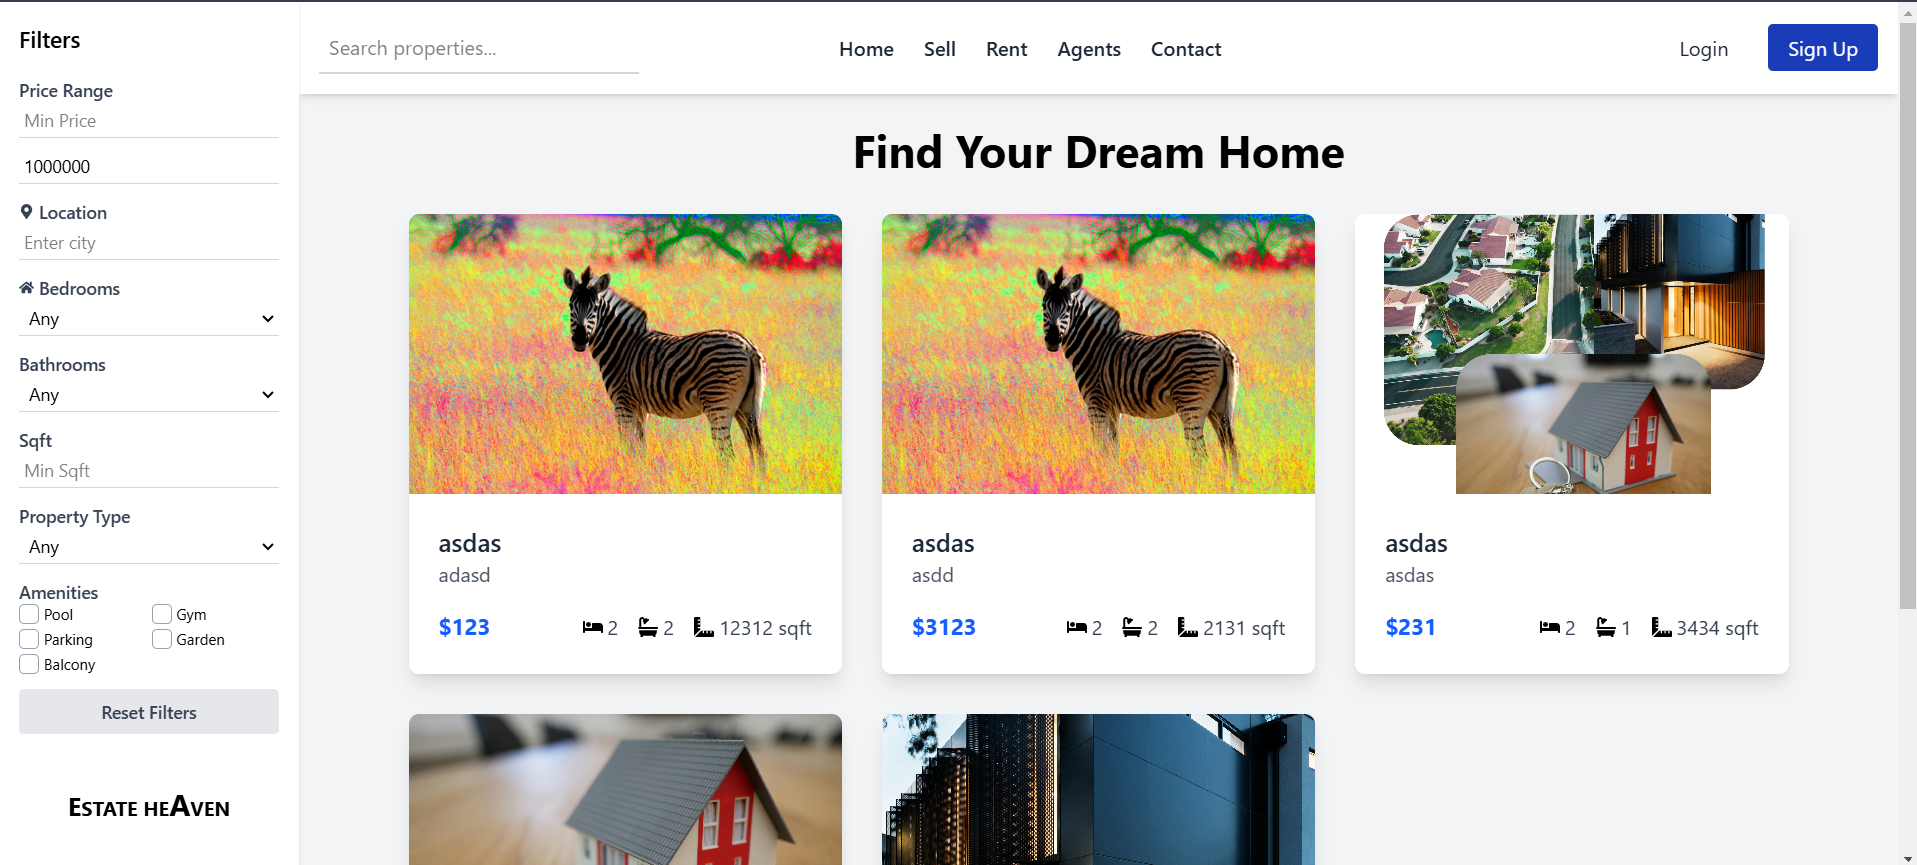 Filters
Price Range
Min Price
1000000
Location
Enter city
Bedrooms
Any
Bathrooms
Any
Sqft
Min Sqft
Property Type
Any
Amenities
Pool Gym
Parking Garden
Balcony
Reset Filters
ESTATE HEAVEN
Search properties...
Home Sell Rent Agents Contact
Login Sign Up
Find Your Dream Home
asdas
adasd
$123 2 2 12312 sqft
asdas
asdd
$3123 2 2 2131 sqft
asdas
asdas
$231 2 1 3434 sqft